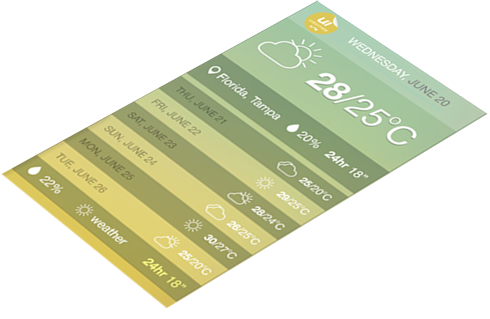 ui
WEDNESDAY, JUNE 20
28/25°C
Florida, Tampa
20%
24hr 18"
THU, JUNE 21
25/20°C
FRI, JUNE 22
29/25°C
SAT, JUNE 23
28/24°C
SUN, JUNE 24
26/25°C
MON, JUNE 25
30/27°C
TUE, JUNE 26
25/20°C
22%
weather
24hr 18"